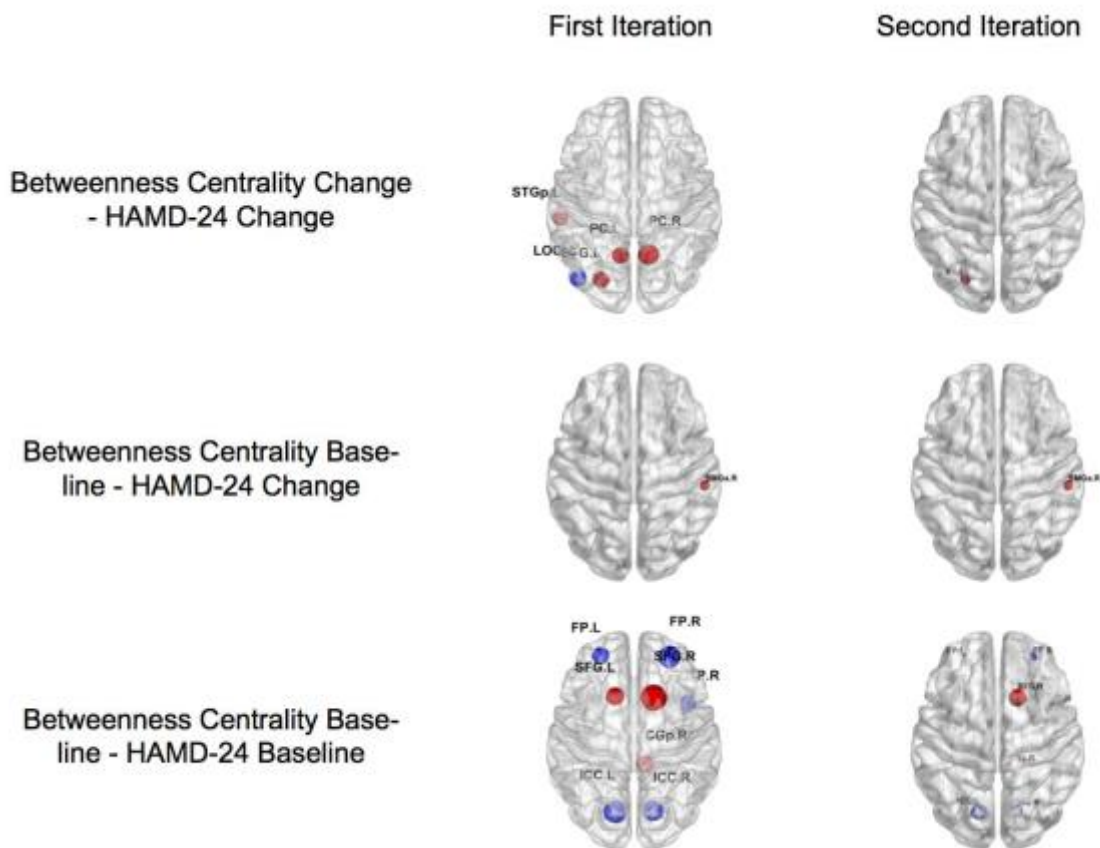 First Iteration
Second Iteration
Betweenness Centrality Change
- HAMD-24 Change
STGp.L
PC.L
PC.R
Betweenness Centrality Base-
line - HAMD-24 Change
Betweenness Centrality Base-
line - HAMD-24 Baseline
FP.L
FP.R
SFG.L
SFG.R
P.R
CGp.R
ICC.L
ICC.R